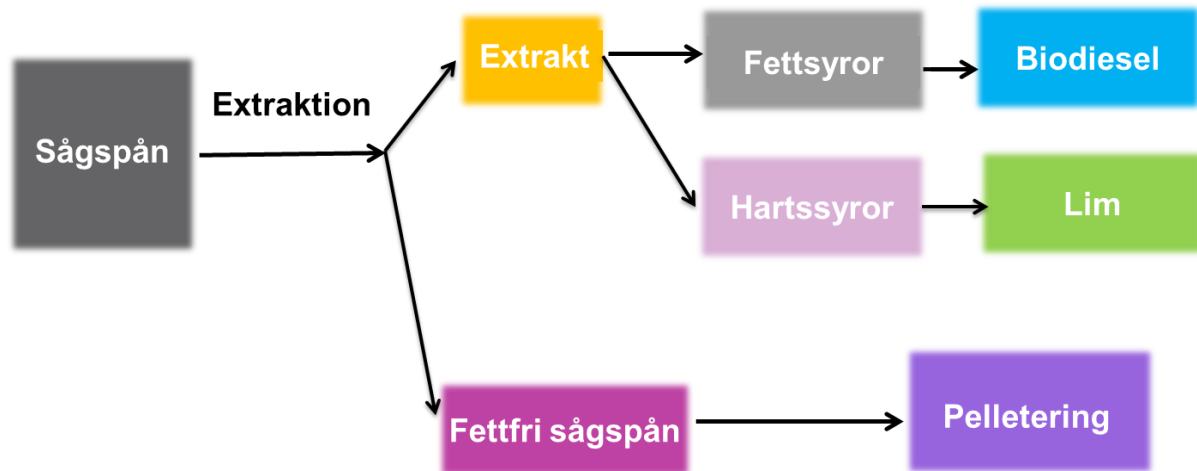 Sågspån
Extraktion
Extrakt
Fettsyror
Biodiesel
Hartssyror
Lim
Fettfri sågspån
Pelletering